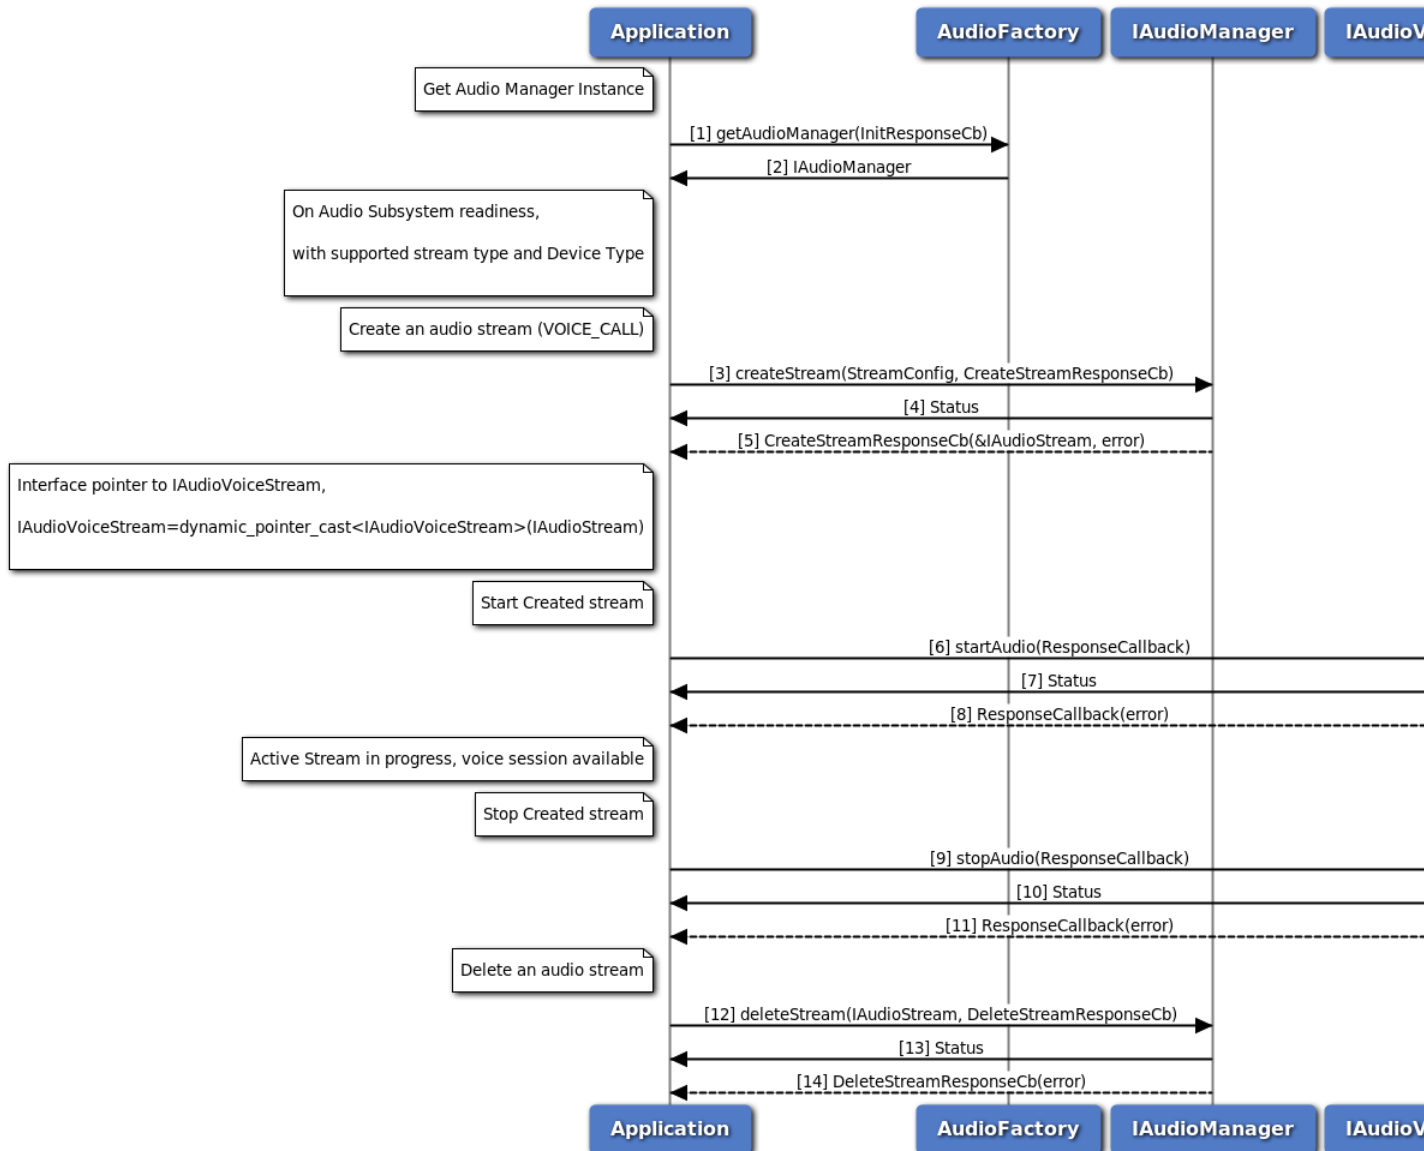 Application
AudioFactory
IAudioManager
IAudioV
Get Audio Manager Instance
[1] getAudioManager(InitResponseCb)
[2] IAudioManager
On Audio Subsystem readiness,
with supported stream type and Device Type
Create an audio stream (VOICE_CALL)
[3] createStream(StreamConfig, CreateStreamResponseCb)
[4] Status
[5] CreateStreamResponseCb(&IAudioStream, error)
Interface pointer to IAudioVoiceStream,
IAudioVoiceStream=dynamic_pointer_cast<IAudioVoiceStream>(IAudioStream)
Start Created stream
[6] startAudio(ResponseCallback)
[7] Status
[8] ResponseCallback(error)
Active Stream in progress, voice session available
Stop Created stream
[9] stopAudio(ResponseCallback)
[10] Status
[11] ResponseCallback(error)
Delete an audio stream
[12] deleteStream(IAudioStream, DeleteStreamResponseCb)
[13] Status
[14] DeleteStreamResponseCb(error)
Application
AudioFactory
IAudioManager
IAudioV